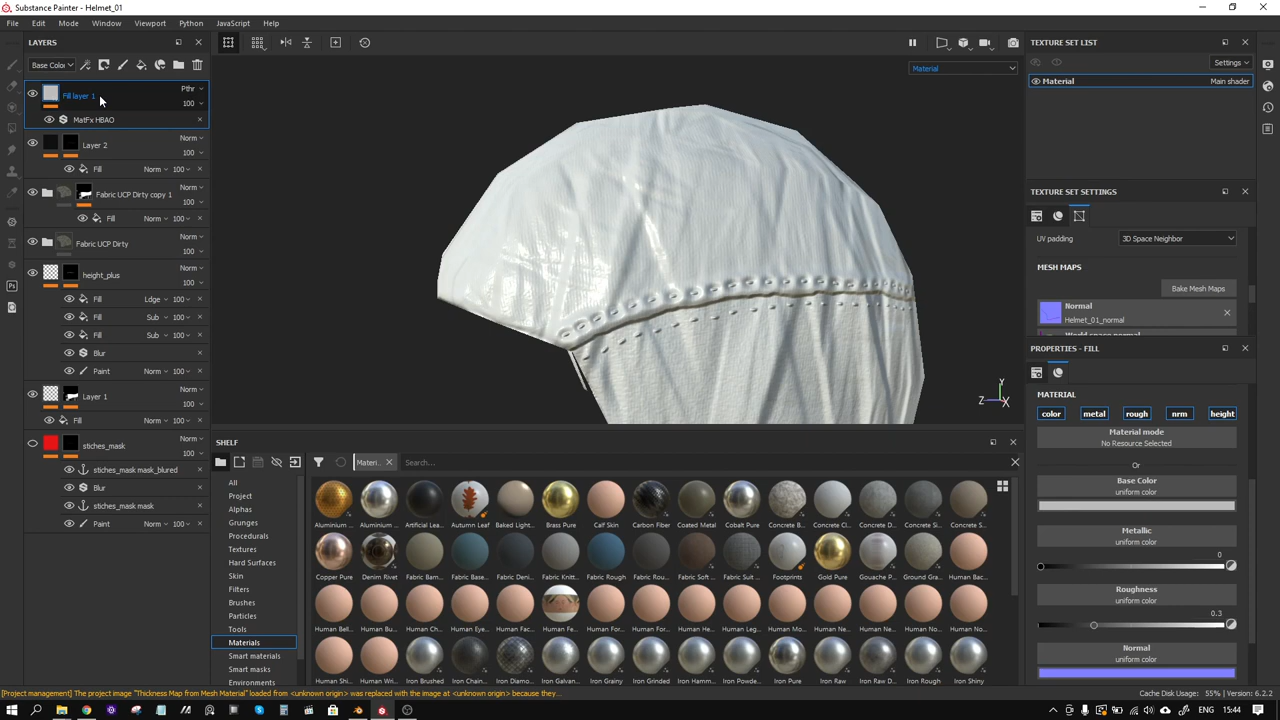 Substance Painter - Helmet_01
File Edit Mode Window Viewport Python JavaScript Help
LAYERS
Base Color
Fill layer 1 Pthr
100
MatFx HBAO
Layer 2 Norm
100
Fill Norm 100
Fabric UCP Dirty copy 1 Norm
100
Fill Norm 100
Fabric UCP Dirty Norm
100
height_plus Norm
100
Fill Ldge 100
Fill Sub 100
Fill Sub 100
Blur
Paint Norm 100
Layer 1 Norm
100
Fill Norm 100
stiches_mask Norm
100
stiches_mask mask_blured
Blur
stiches_mask mask
Paint Norm 100
Material
Y
Z X
SHELF
Materi... Search...
All
Project
Alphas
Grunges
Procedurals
Textures
Hard Surfaces
Skin
Filters
Brushes
Particles
Tools
Materials
Smart materials
Smart masks
Environments
Aluminium ... Aluminium ... Artificial Lea... Autumn Leaf Baked Light... Brass Pure Calf Skin Carbon Fiber Coated Metal Cobalt Pure Concrete B... Concrete Cl... Concrete D... Concrete Si... Concrete S...
Copper Pure Denim Rivet Fabric Barn... Fabric Base... Fabric Deni... Fabric Knitt... Fabric Rough Fabric Rou... Fabric Soft ... Fabric Suit ... Footprints Gold Pure Gouache P... Ground Gra... Human Bac...
Human Bell... Human Bu... Human Ch... Human Eye... Human Fac... Human Fe... Human For... Human For... Human He... Human Leg... Human Mo... Human Ne... Human Ne... Human No... Human No...
Human Shi... Human Wri... Iron Brushed Iron Chain... Iron Diamo... Iron Galvan... Iron Grainy Iron Grinded Iron Hamm... Iron Powde... Iron Pure Iron Raw Iron Raw D... Iron Rough Iron Shiny
TEXTURE SET LIST
Settings
Material Main shader
TEXTURE SET SETTINGS
UV padding 3D Space Neighbor
MESH MAPS
Bake Mesh Maps
Normal
Helmet_01_normal
World space normal
PROPERTIES - FILL
MATERIAL
color metal rough nrm height
Material mode
No Resource Selected
Or
Base Color
uniform color
Metallic
uniform color
0
Roughness
uniform color
0.3
Normal
uniform color
[Project management] The project image "Thickness Map from Mesh Material" loaded from <unknown origin> was replaced with the image at <unknown origin> because they...
Cache Disk Usage: 55% | Version: 6.2.2
ENG 15:44